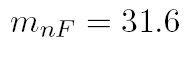 m_{nF} = 31.6